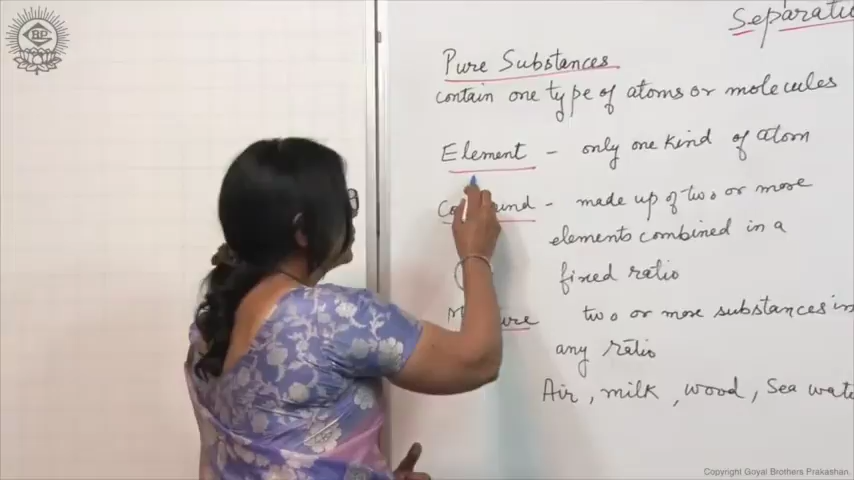 Separatio
Pure Substances
contain one type of atoms or molecules
Element - only one kind of atom
made up of two or more
elements combined in a
fixed ratio
two or more substances in
any ratio
Air, milk, wood, Sea wate
Copyright Goyal Brothers Prakashan.